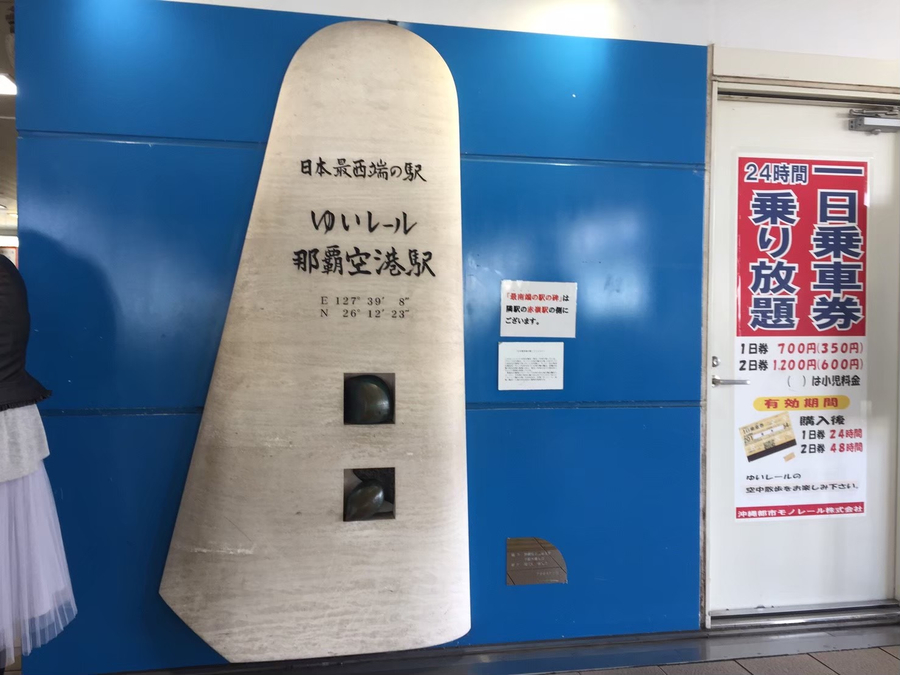 日本最西端の駅
ゆいレール
那覇空港駅
E 127° 39′ 8″
N 26° 12′ 23″
「最南端の駅の碑」は
隣駅の赤嶺駅の側に
ございます。
24時間
一日乗車券
乗り放題
1日券 700円(350円)
2日券 1,200円(600円)
( )は小児料金
有効期間
購入後
1日券 24時間
2日券 48時間
ゆいレールの
空中散歩をお楽しみ下さい。
沖縄都市モノレール株式会社